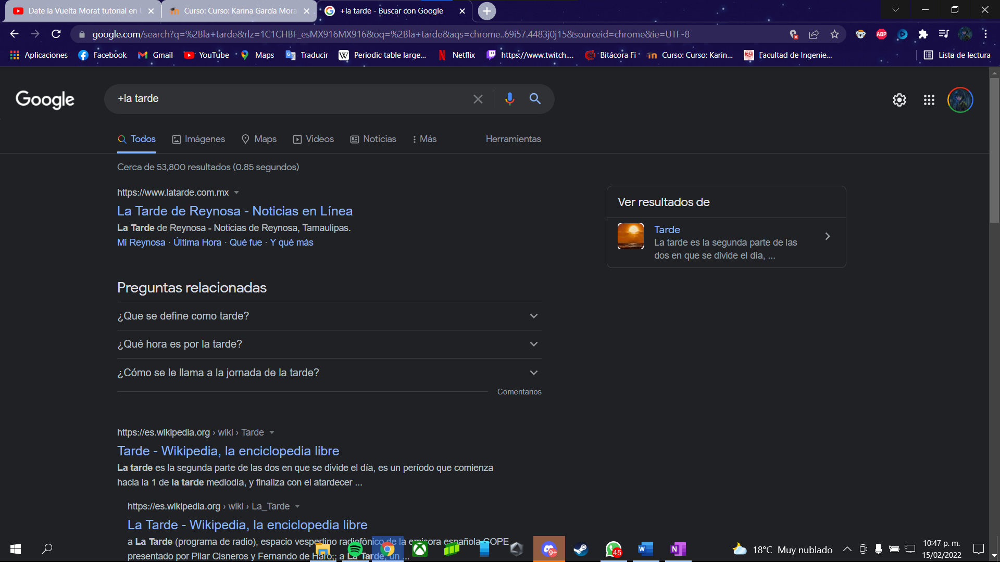 Date la Vuelta Morat tutorial en
Curso: Curso: Karina García Mora
+la tarde - Buscar con Google
google.com/search?q=%2Bla+tarde&rlz=1C1CHBF_esMX916MX916&oq=%2Bla+tarde&aqs=chrome..69i57.4483j0j15&sourceid=chrome&ie=UTF-8
ABP
Aplicaciones
Facebook
Gmail
YouTube
Maps
Traducir
Periodic table large...
Netflix
https://www.twitch....
Bitácora Fi
Curso: Curso: Karin...
Facultad de Ingenie...
Lista de lectura
Google
+la tarde
Todos
Imágenes
Maps
Videos
Noticias
Más
Herramientas
Cerca de 53,800 resultados (0.85 segundos)
https://www.latarde.com.mx
La Tarde de Reynosa - Noticias en Línea
La Tarde de Reynosa - Noticias de Reynosa, Tamaulipas.
Mi Reynosa · Última Hora · Qué fue · Y qué más
Ver resultados de
Tarde
La tarde es la segunda parte de las
dos en que se divide el día, ...
Preguntas relacionadas
¿Que se define como tarde?
¿Qué hora es por la tarde?
¿Cómo se le llama a la jornada de la tarde?
Comentarios
https://es.wikipedia.org › wiki › Tarde
Tarde - Wikipedia, la enciclopedia libre
La tarde es la segunda parte de las dos en que se divide el día, es un período que comienza
hacia la 1 de la tarde mediodía, y finaliza con el atardecer ...
https://es.wikipedia.org › wiki › La_Tarde
La Tarde - Wikipedia, la enciclopedia libre
a La Tarde (programa de radio), espacio vespertino radiofónico de la emisora española COPE
presentado por Pilar Cisneros y Fernando de Haro;; a La Tarde, un ...
9+
45
W
N
18°C Muy nublado
10:47 p. m.
15/02/2022